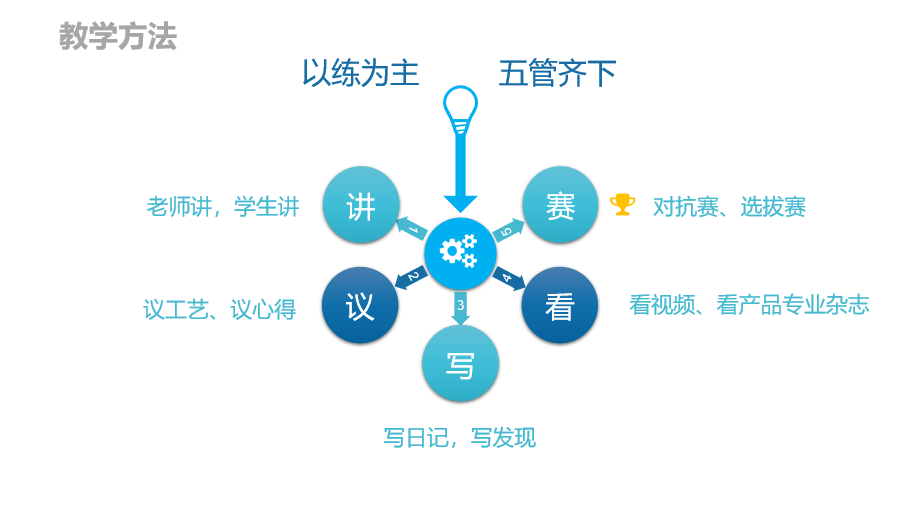 教学方法
以练为主 五管齐下
讲
老师讲，学生讲
1
议
议工艺、议心得
2
写
写日记，写发现
3
看
看视频、看产品专业杂志
4
赛
对抗赛、选拔赛
5